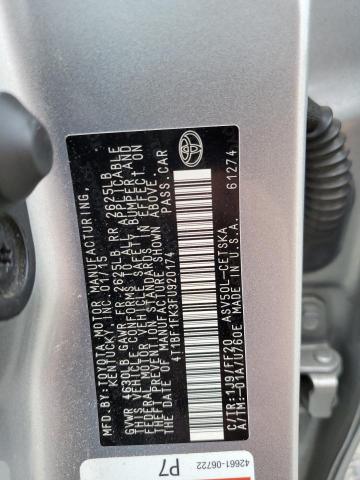 MFD.BY:TOYOTA MOTOR MANUFACTURING,
KENTUCKY, INC. 01/15
GVWR 4630LB GAWR FR 2625LB RR 2625LB
THIS VEHICLE CONFORMS TO ALL APPLICABLE
FEDERAL MOTOR VEHICLE SAFETY, BUMPER, AND
THEFT PREVENTION STANDARDS IN EFFECT ON
THE DATE OF MANUFACTURE SHOWN ABOVE.
4T1BF1FK3FU920174 PASS.CAR
C/TR:1J9/FF20 ASV50L-CETSKA
A/TM:-01A/U760E MADE IN U.S.A.
61274
42661-06722
P7